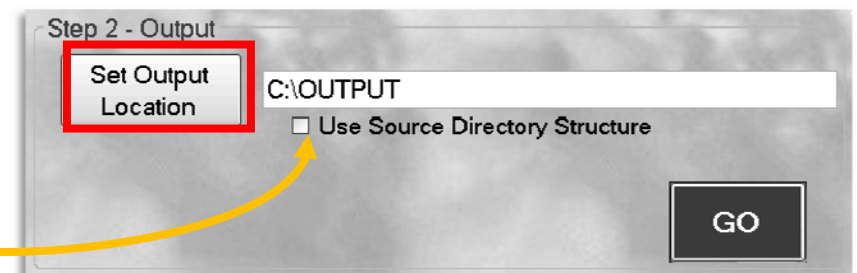 Step 2 - Output
Set Output
Location
C:\OUTPUT
Use Source Directory Structure
GO